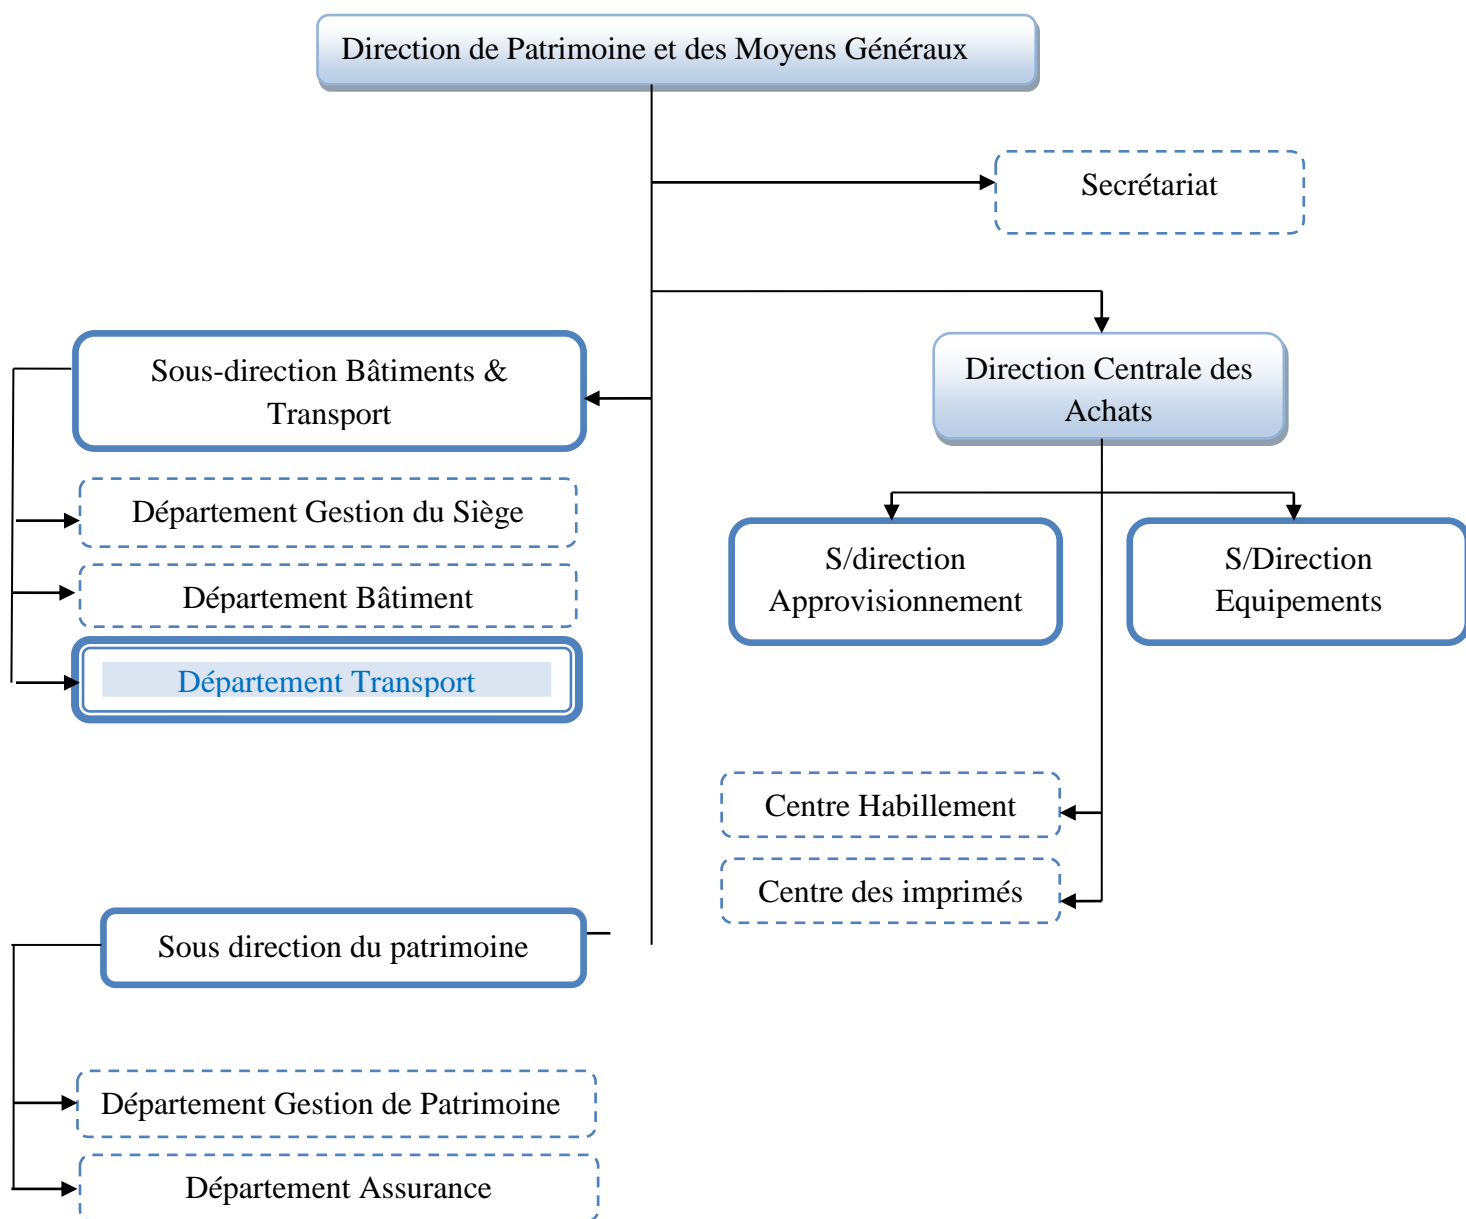 Direction de Patrimoine et des Moyens Généraux
Secrétariat
Sous-direction Bâtiments &
Transport
Département Gestion du Siège
Département Bâtiment
Département Transport
Direction Centrale des
Achats
S/direction
Approvisionnement
S/Direction
Equipements
Centre Habillement
Centre des imprimés
Sous direction du patrimoine
Département Gestion de Patrimoine
Département Assurance